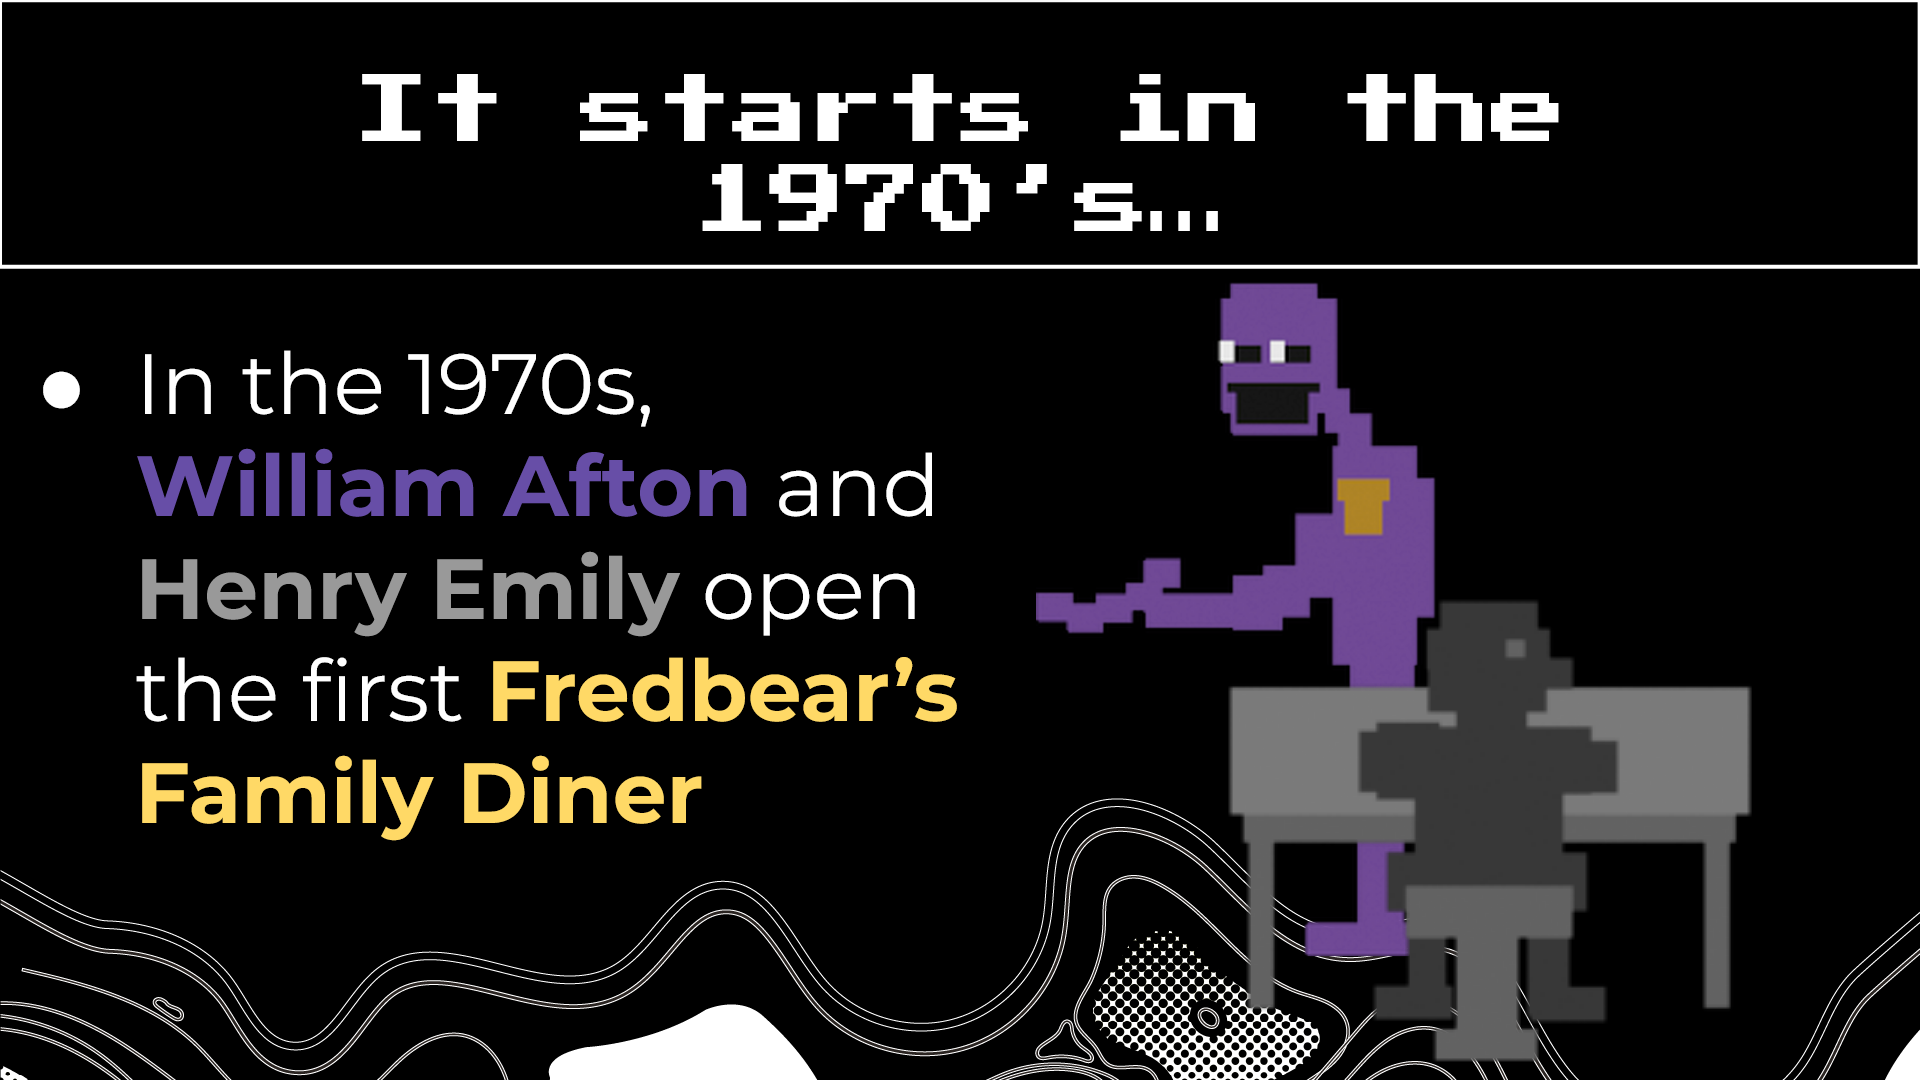 It starts in the
1970's...
● In the 1970s,
William Afton and
Henry Emily open
the first Fredbear’s
Family Diner